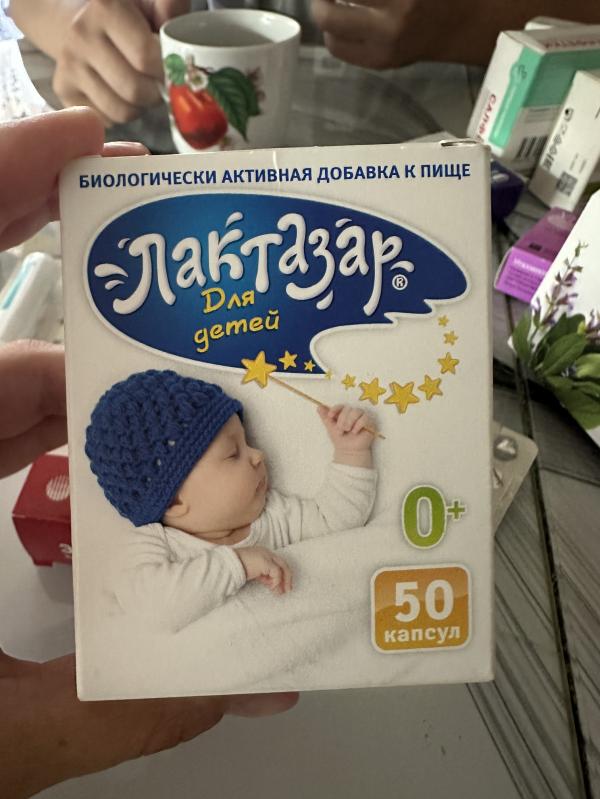 БИОЛОГИЧЕСКИ АКТИВНАЯ ДОБАВКА К ПИЩЕ
Лактазар®
Для
детей
0+
50
капсул